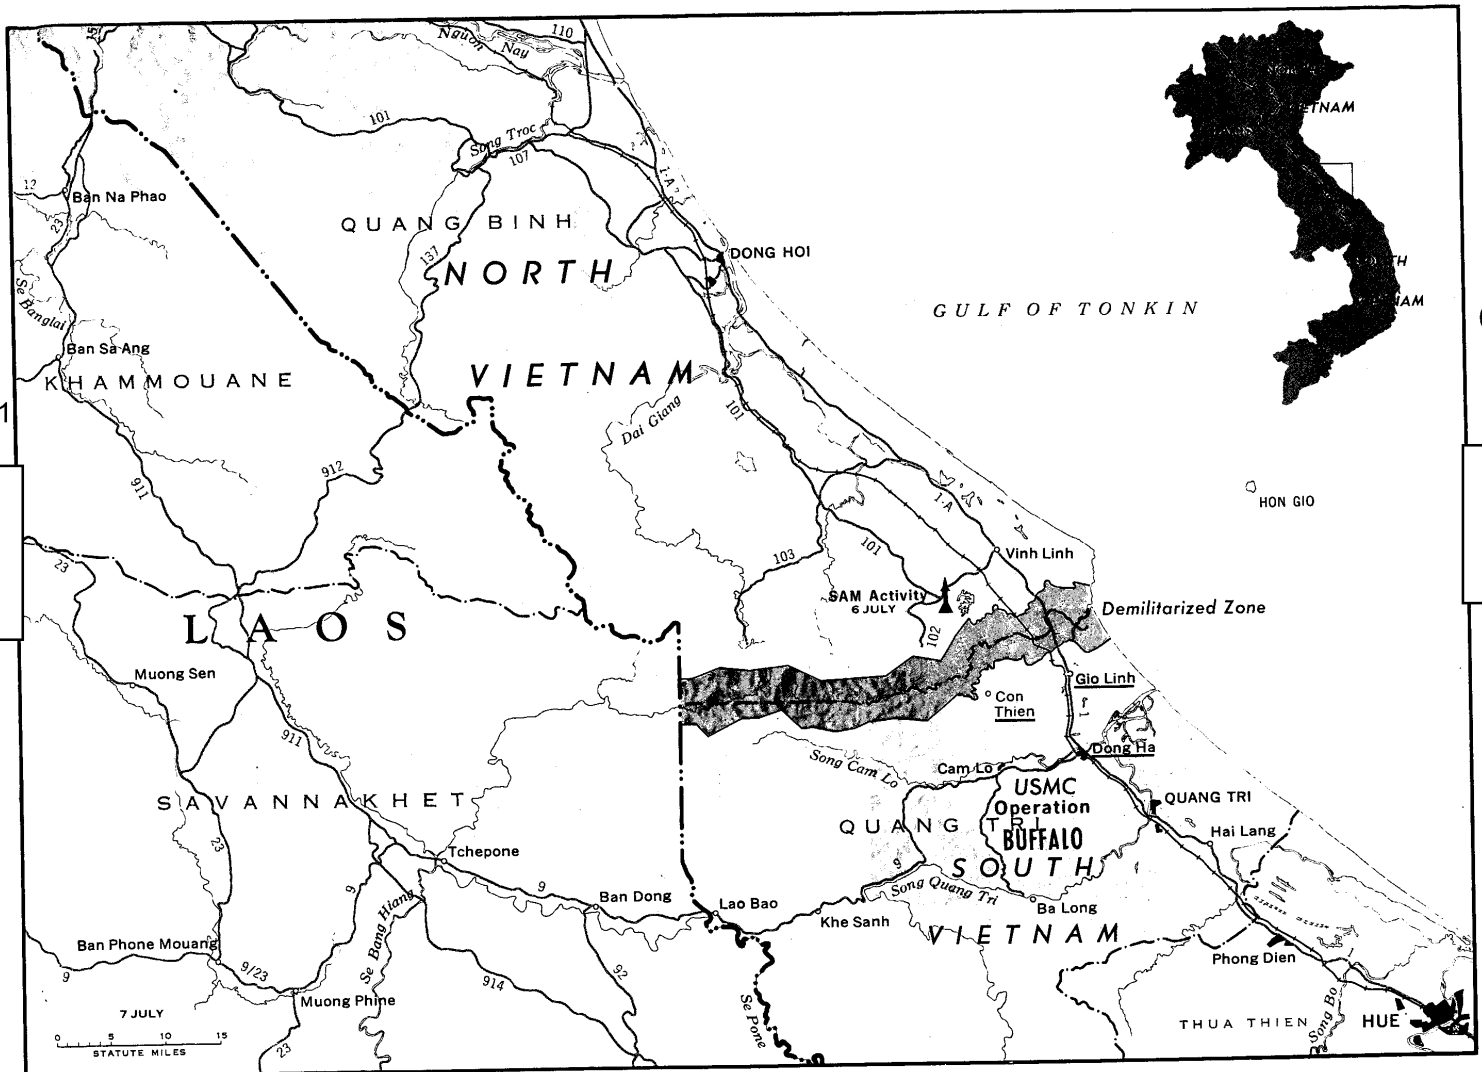 110
Nguon Nay
15
101
Song Troc
107
1-A
12
Ban Na Phao
23
QUANG BINH
137
NORTH
DONG HOI
VIETNAM
GULF OF TONKIN
Se Banglai
Ban Sa Ang
KHAMMOUANE
VIETNAM
101
Dai Giang
912
911
1-A
HON GIO
23
103
101
Vinh Linh
SAM Activity
6 JULY
102
Demilitarized Zone
LAOS
Muong Sen
Con
Thien
Gio Linh
1
911
Song Cam Lo
Cam Lo
Dong Ha
USMC
Operation
BUFFALO
SAVANNAKHET
QUANG TRI
QUANG TRI
Hai Lang
23
Tchepone
9
SOUTH
9
9
Ban Dong
Lao Bao
Song Quang Tri
Ba Long
Khe Sanh
VIETNAM
Se Bang Hiang
Ban Phone Mouang
9
9/23
92
914
Phong Dien
Muong Phine
Se Pone
Song Bo
THUA THIEN
HUE
7 JULY
0 5 10 15
STATUTE MILES
23